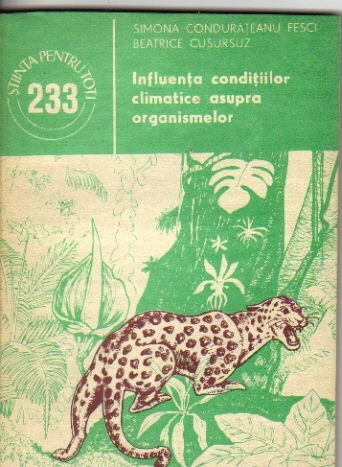 SIMONA CONDURĂȚEANU FESCI
BEATRICE CUSURSUZ
ȘTIINȚA PENTRU TOȚI
233
Influența condițiilor
climatice asupra
organismelor